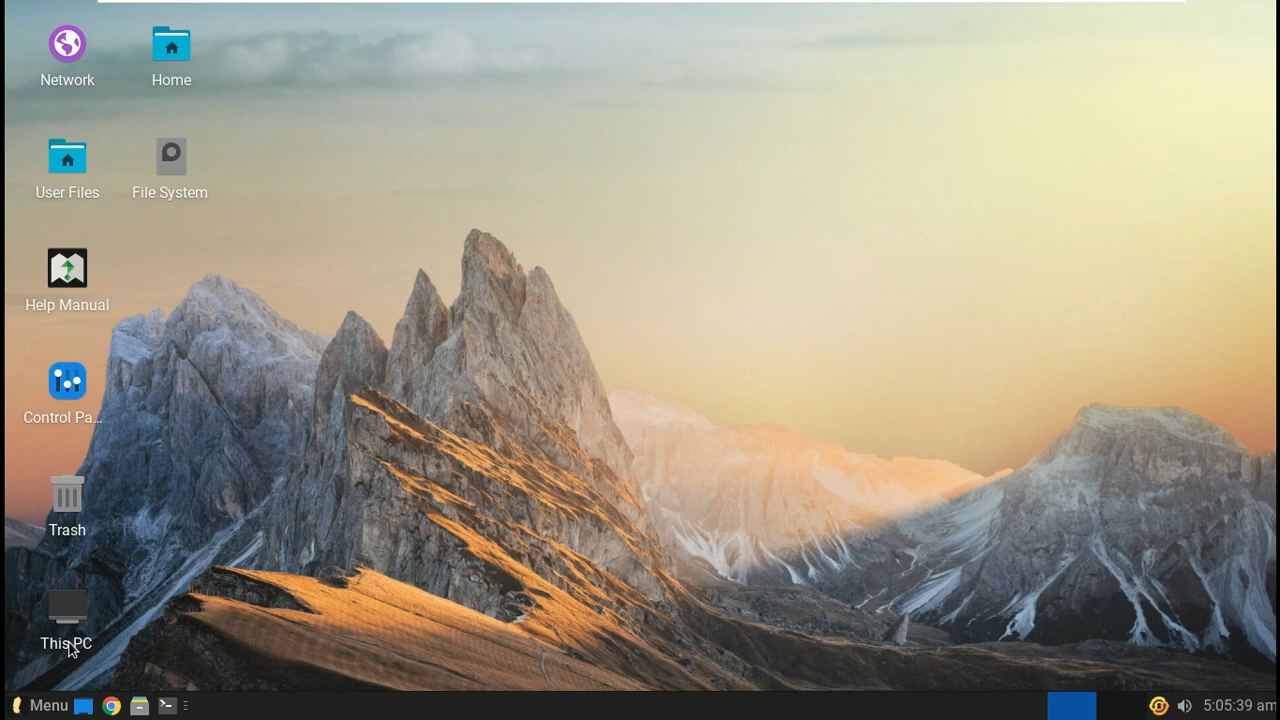 Network
Home
User Files
File System
Help Manual
Control Pa...
Trash
This PC
Menu
5:05:39 am